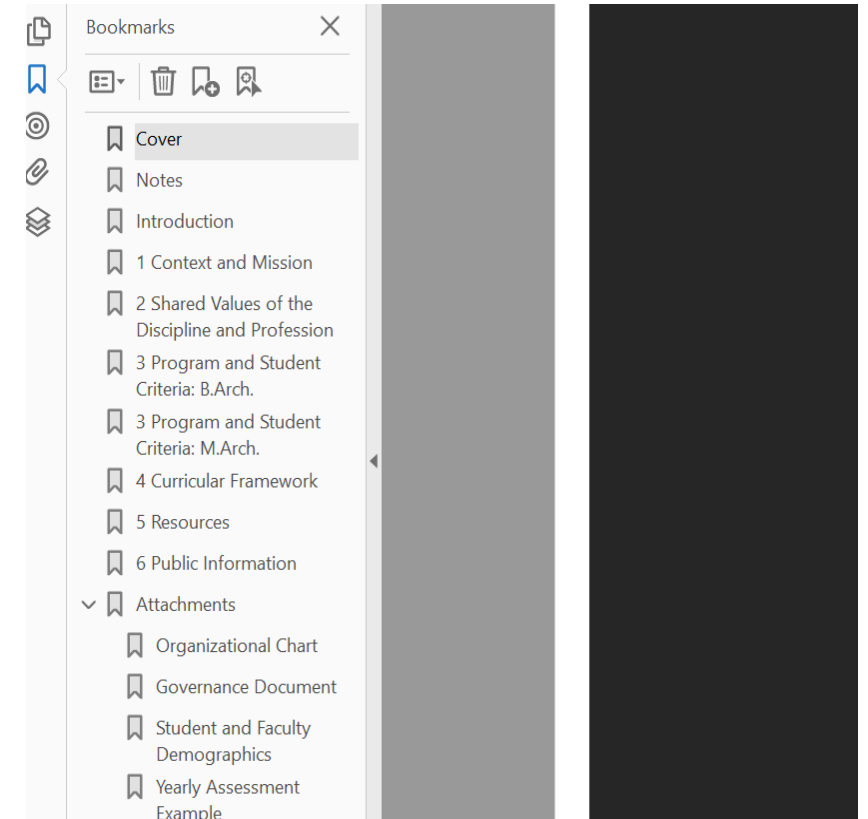 Bookmarks
Cover
Notes
Introduction
1 Context and Mission
2 Shared Values of the
Discipline and Profession
3 Program and Student
Criteria: B.Arch.
3 Program and Student
Criteria: M.Arch.
4 Curricular Framework
5 Resources
6 Public Information
Attachments
Organizational Chart
Governance Document
Student and Faculty
Demographics
Yearly Assessment
Example